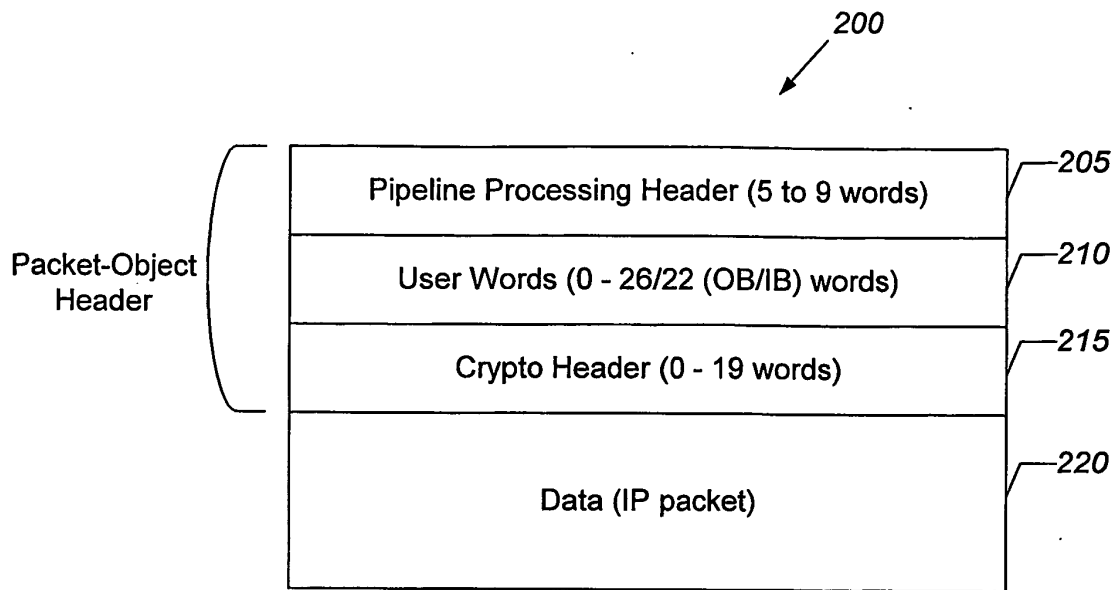 200
Pipeline Processing Header (5 to 9 words)
205
Packet-Object
Header
User Words (0 - 26/22 (OB/IB) words)
210
Crypto Header (0 - 19 words)
215
Data (IP packet)
220